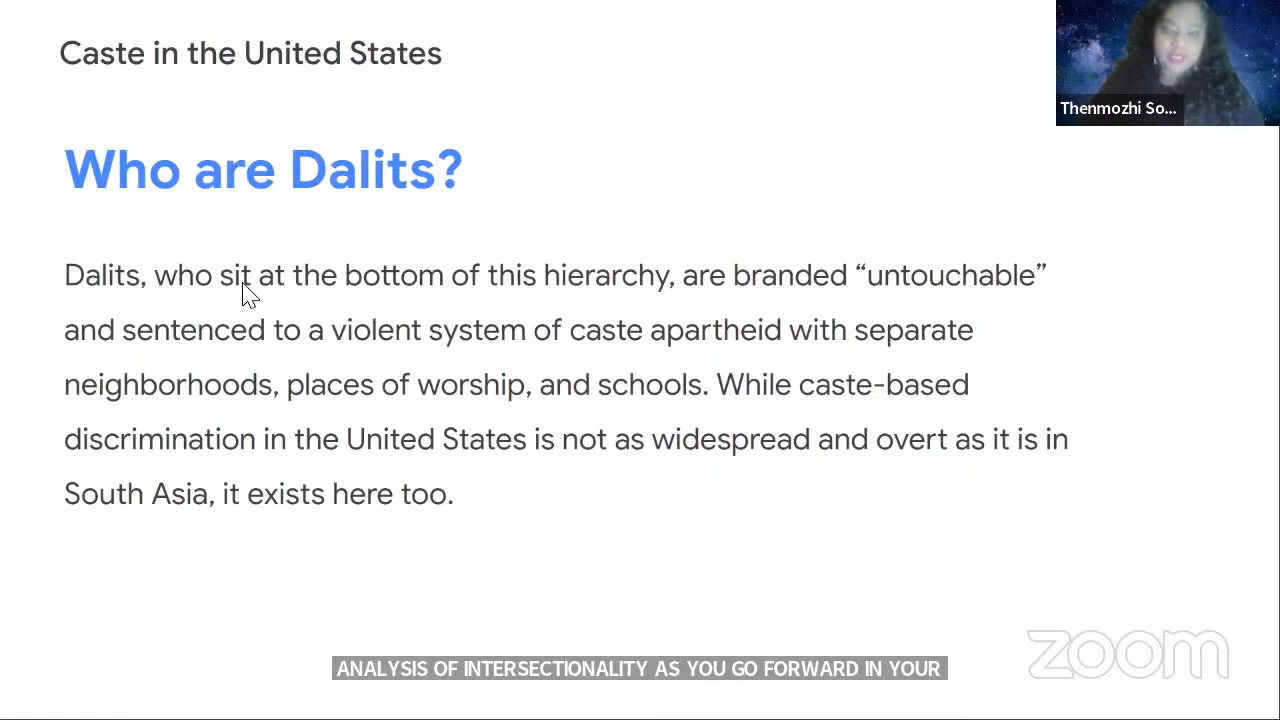 Caste in the United States
Thenmozhi So...
Who are Dalits?
Dalits, who sit at the bottom of this hierarchy, are branded “untouchable”
and sentenced to a violent system of caste apartheid with separate
neighborhoods, places of worship, and schools. While caste-based
discrimination in the United States is not as widespread and overt as it is in
South Asia, it exists here too.
zoom
ANALYSIS OF INTERSECTIONALITY AS YOU GO FORWARD IN YOUR